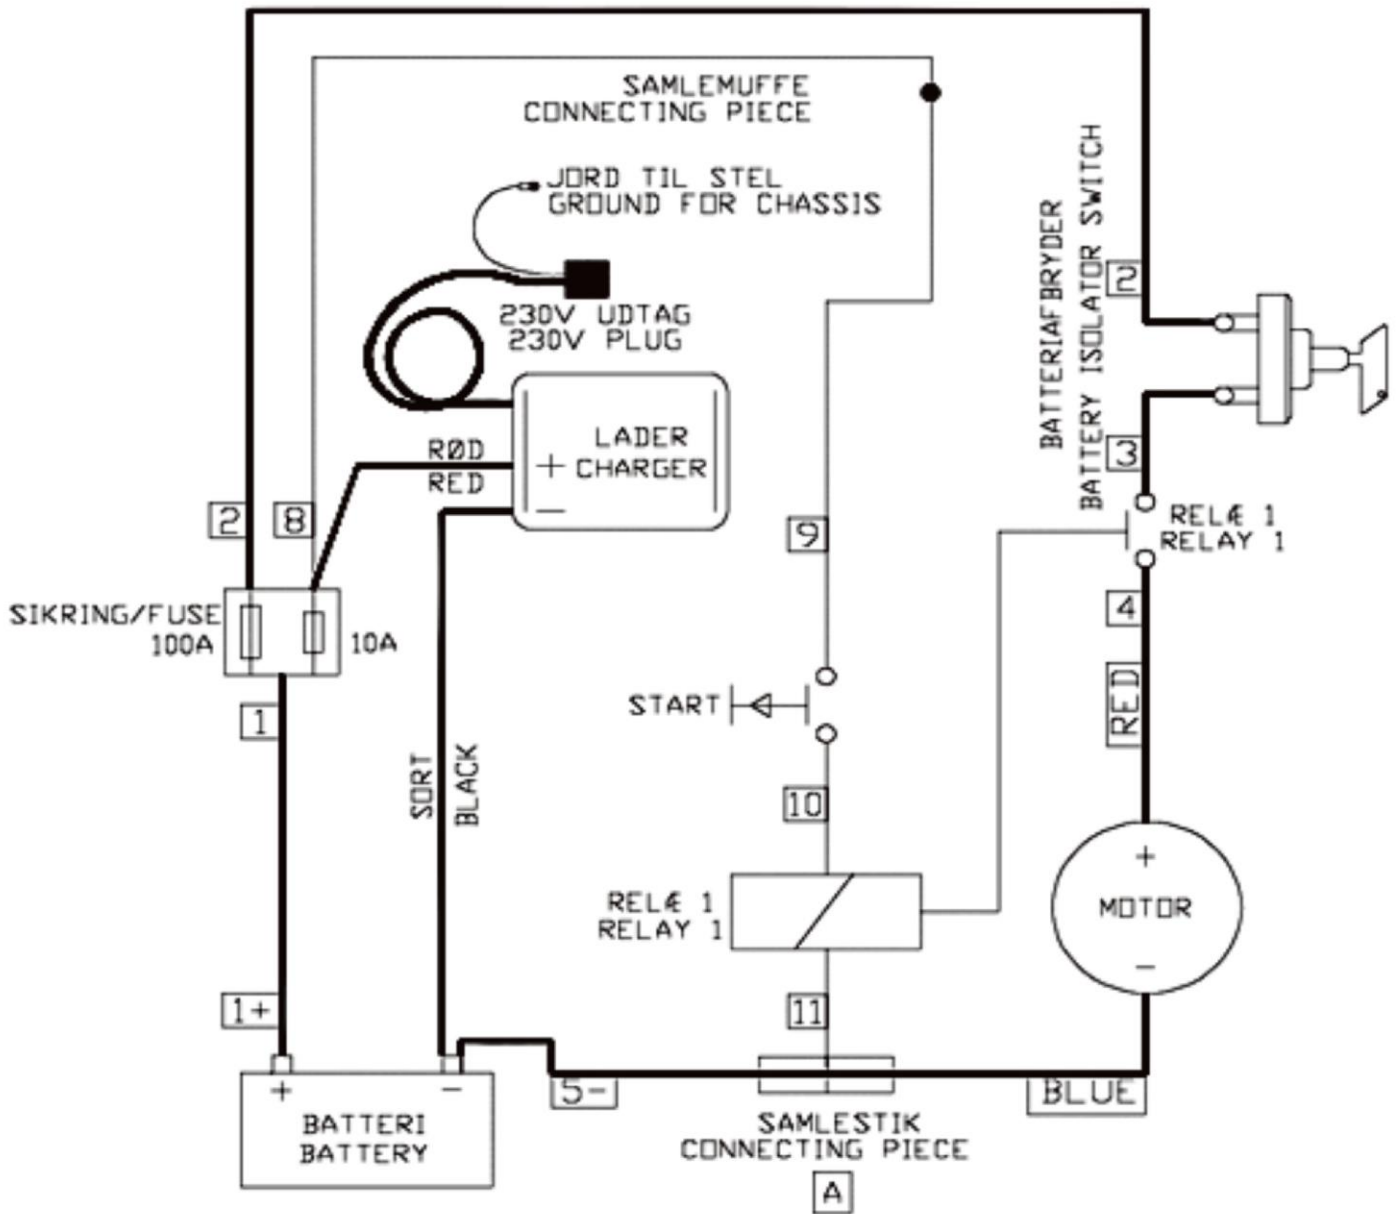 SAMLEMUFFE
CONNECTING PIECE
JORD TIL STEL
GROUND FOR CHASSIS
230V UDTAG
230V PLUG
BATTERIAFBRYDER
BATTERY ISOLATOR SWITCH
2
3
LADER
+ CHARGER
−
RØD
RED
2
8
9
RELÆ 1
RELAY 1
SIKRING/FUSE
100A
10A
4
RED
1
START
SORT
BLACK
10
+
MOTOR
−
RELÆ 1
RELAY 1
1+
11
+
−
5-
BLUE
BATTERI
BATTERY
SAMLESTIK
CONNECTING PIECE
A